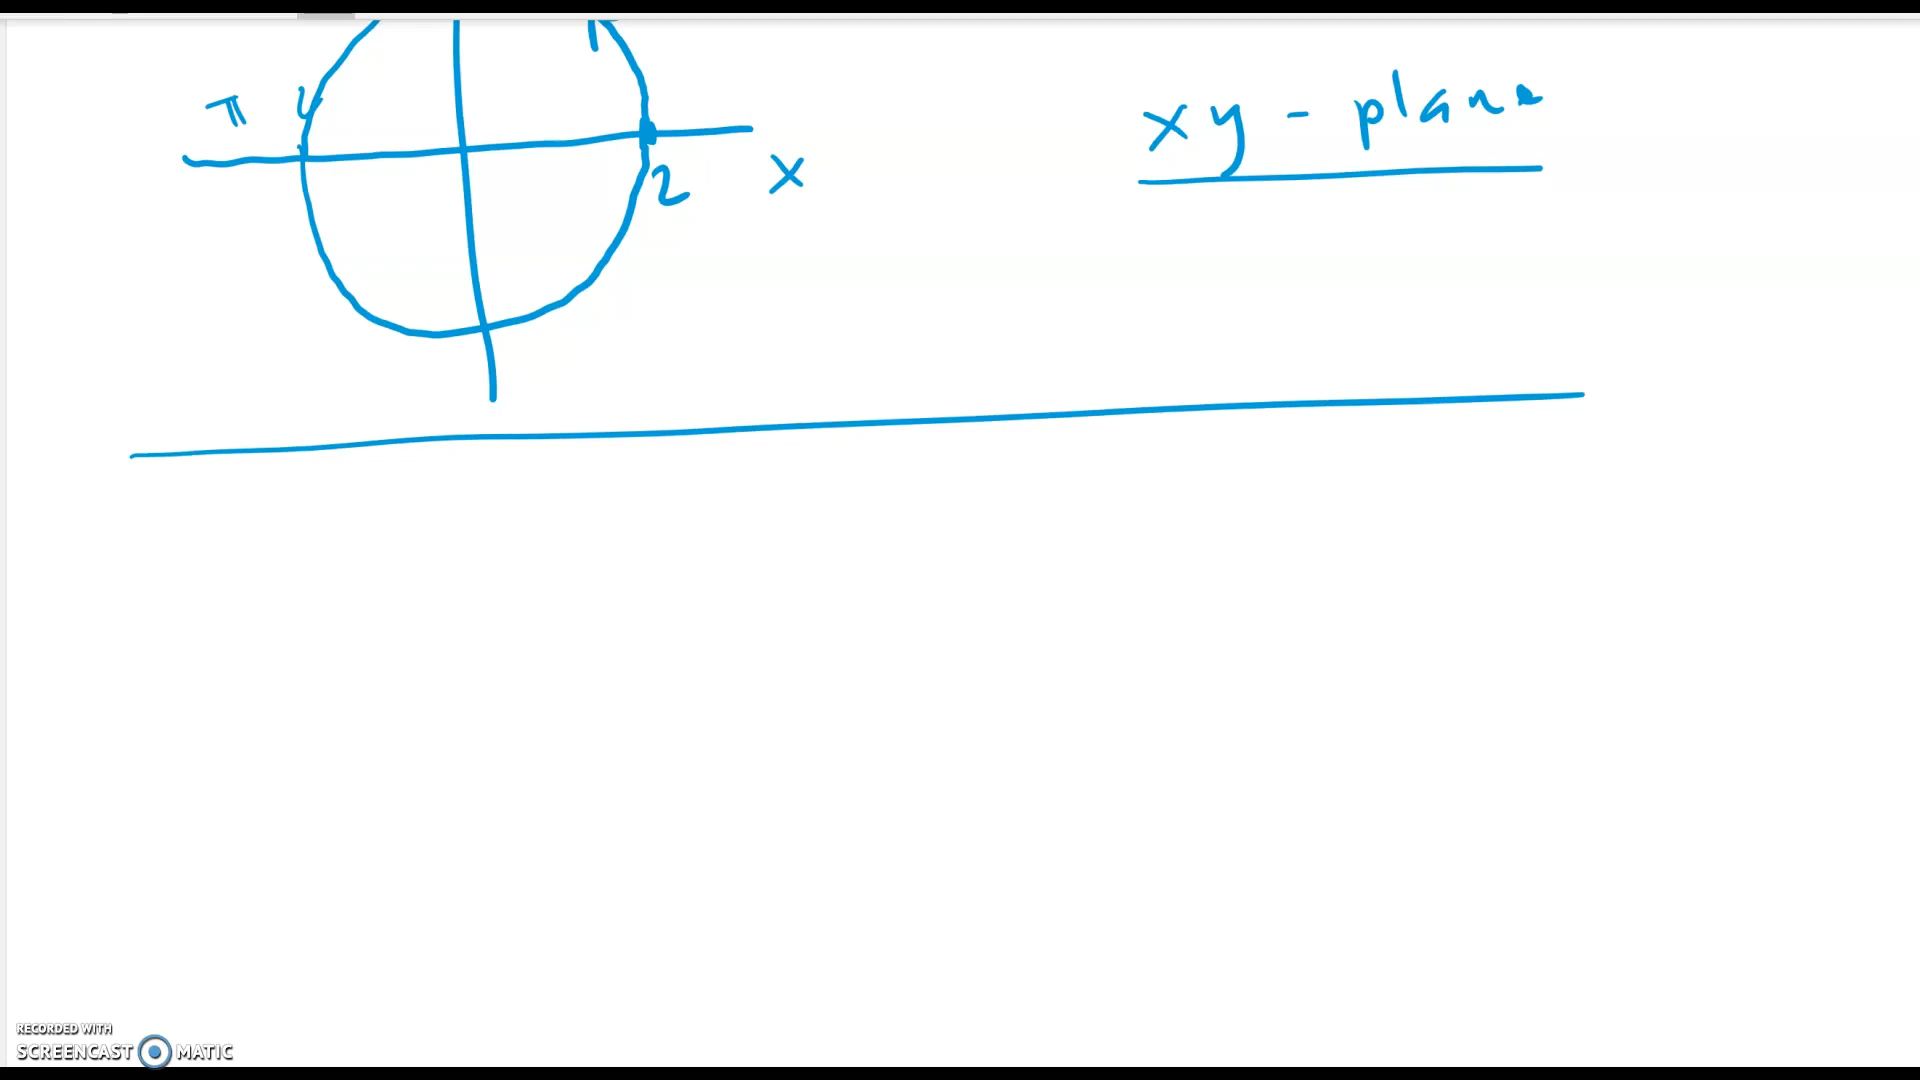 π
xy - plane
2 x
RECORDED WITH
SCREENCAST MATIC